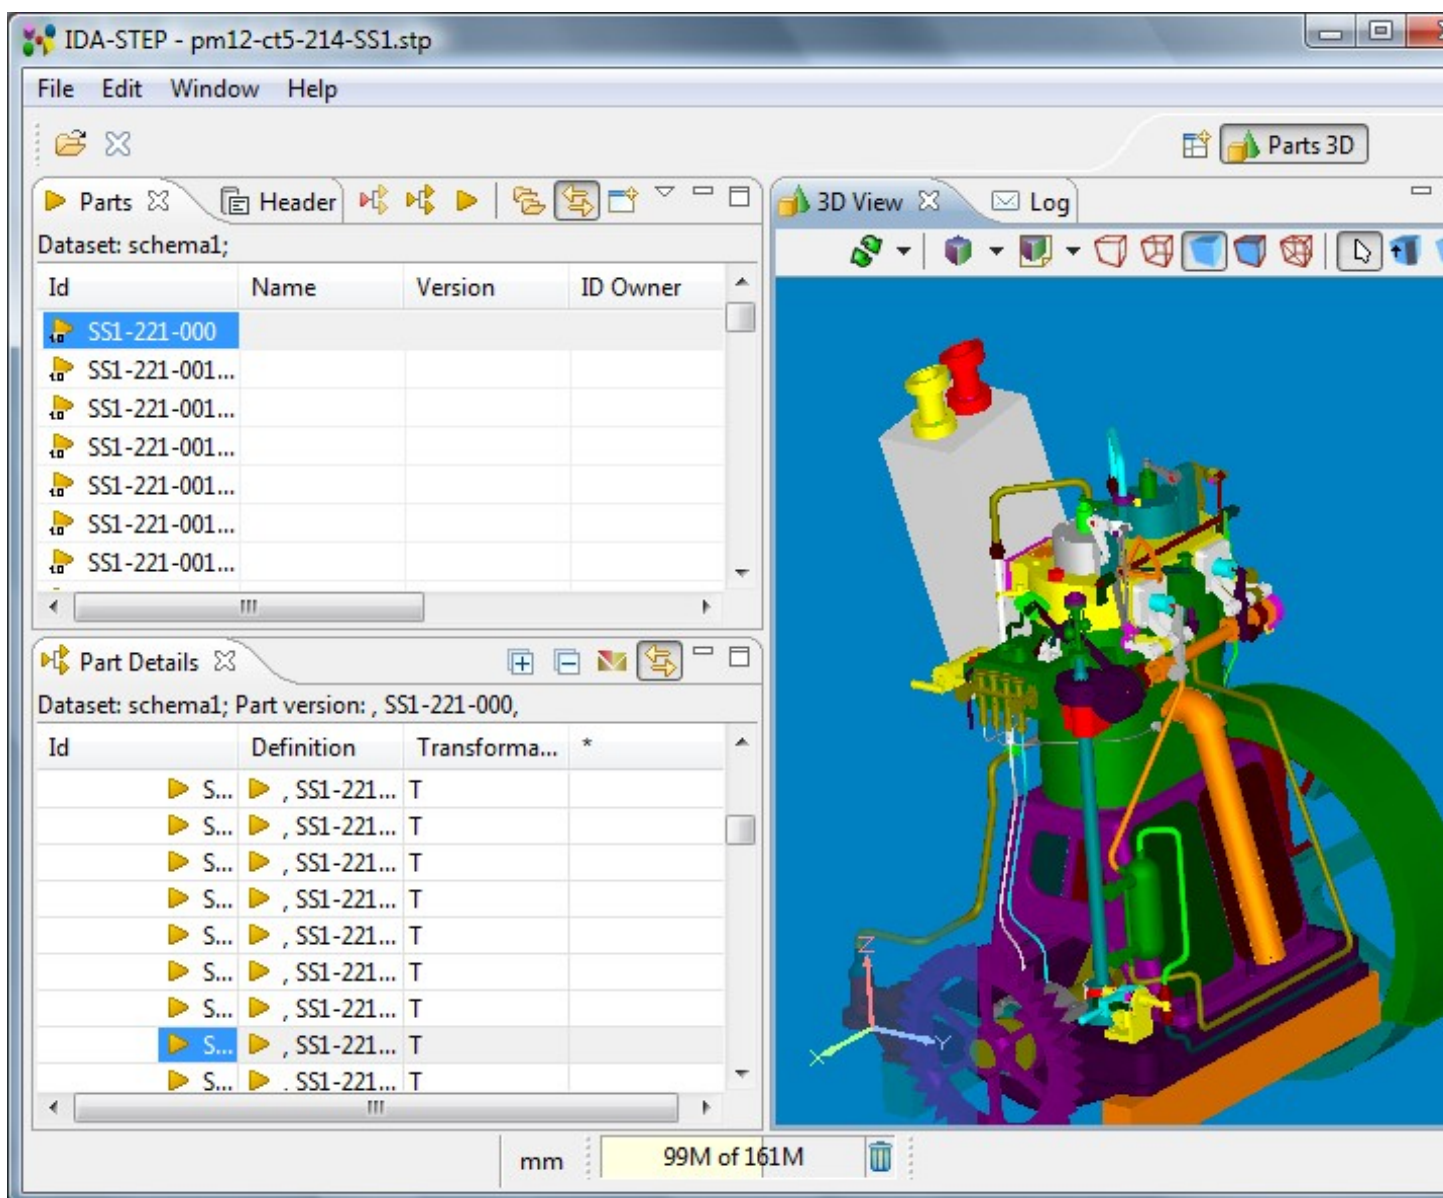 IDA-STEP - pm12-ct5-214-SS1.stp
File Edit Window Help
Parts 3D
Parts Header
Dataset: schema1;
Id Name Version ID Owner
SS1-221-000
SS1-221-001...
SS1-221-001...
SS1-221-001...
SS1-221-001...
SS1-221-001...
SS1-221-001...
Part Details
Dataset: schema1; Part version: , SS1-221-000,
Id Definition Transforma... *
S... , SS1-221... T
S... , SS1-221... T
S... , SS1-221... T
S... , SS1-221... T
S... , SS1-221... T
S... , SS1-221... T
S... , SS1-221... T
S... , SS1-221... T
S... , SS1-221... T
3D View Log
Z
X
Y
mm 99M of 161M